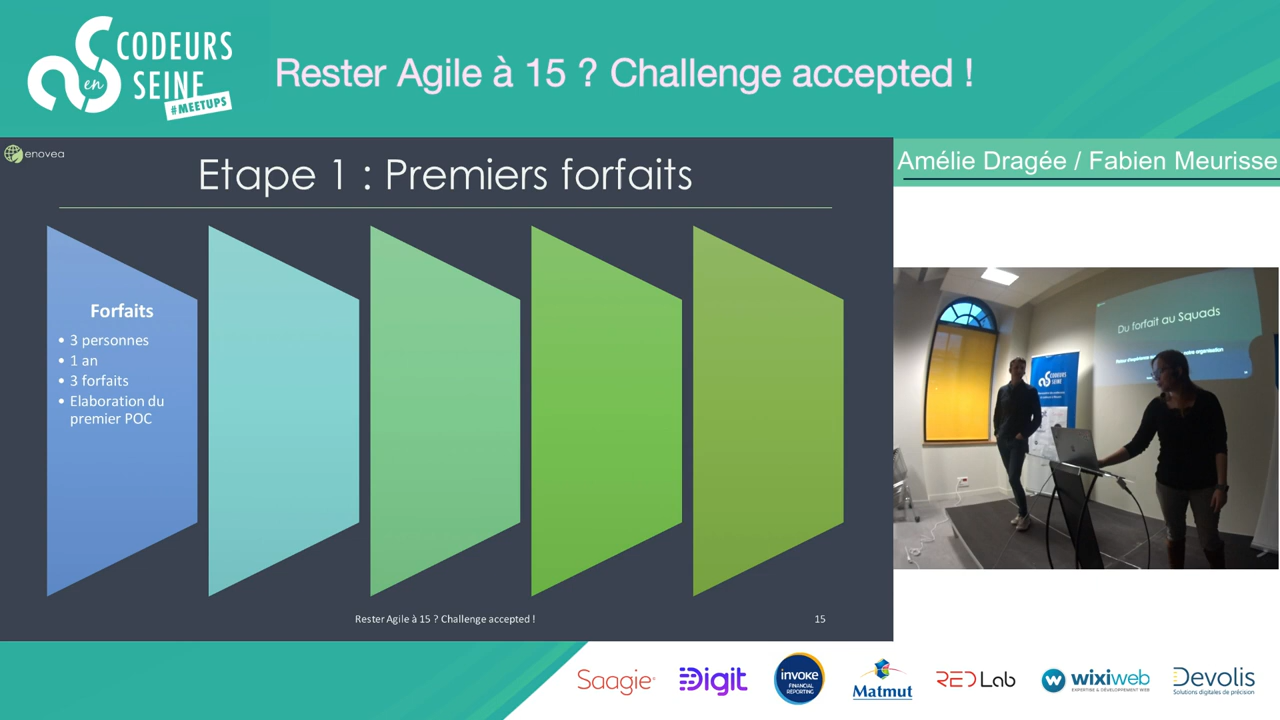 CODEURS
en
SEINE
#MEETUPS
Rester Agile à 15 ? Challenge accepted !
enovea
Etape 1 : Premiers forfaits
Amélie Dragée / Fabien Meurisse
Forfaits
• 3 personnes
• 1 an
• 3 forfaits
• Elaboration du
premier POC
Du forfait au Squads
CODEURS
SEINE
Rester Agile à 15 ? Challenge accepted !
15
Saagie
Digit
invoke
FINANCIAL
REPORTING
Matmut
RED Lab
wixiweb
EXPERTISE & DÉVELOPPEMENT WEB
Devolis
Solutions digitales de précision